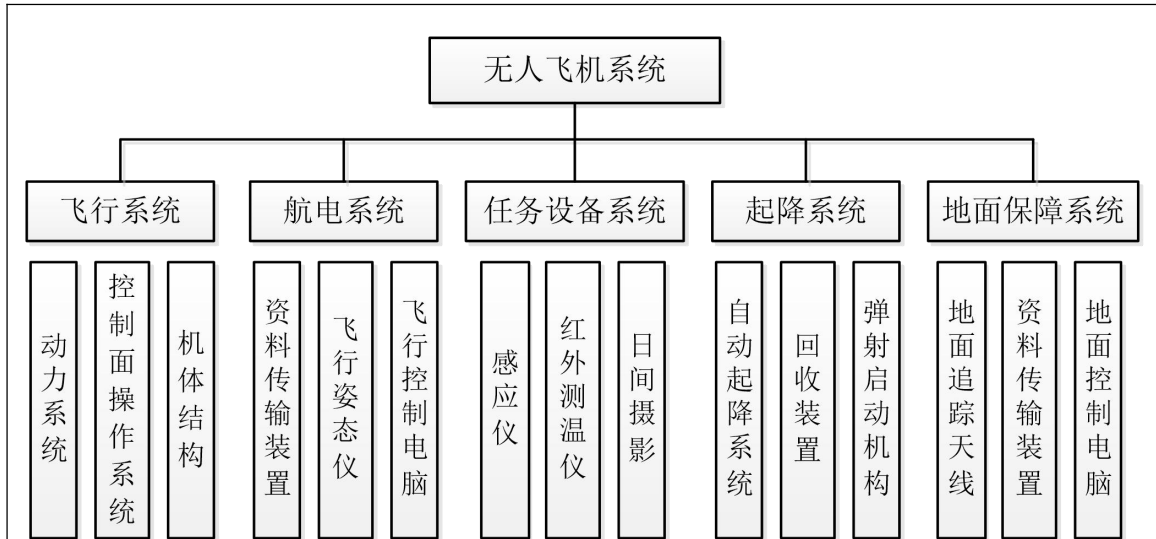 无人飞机系统
飞行系统
航电系统
任务设备系统
起降系统
地面保障系统
动力系统
控制面操作系统
机体结构
资料传输装置
飞行姿态仪
飞行控制电脑
感应仪
红外测温仪
日间摄影
自动起降系统
回收装置
弹射启动机构
地面追踪天线
资料传输装置
地面控制电脑